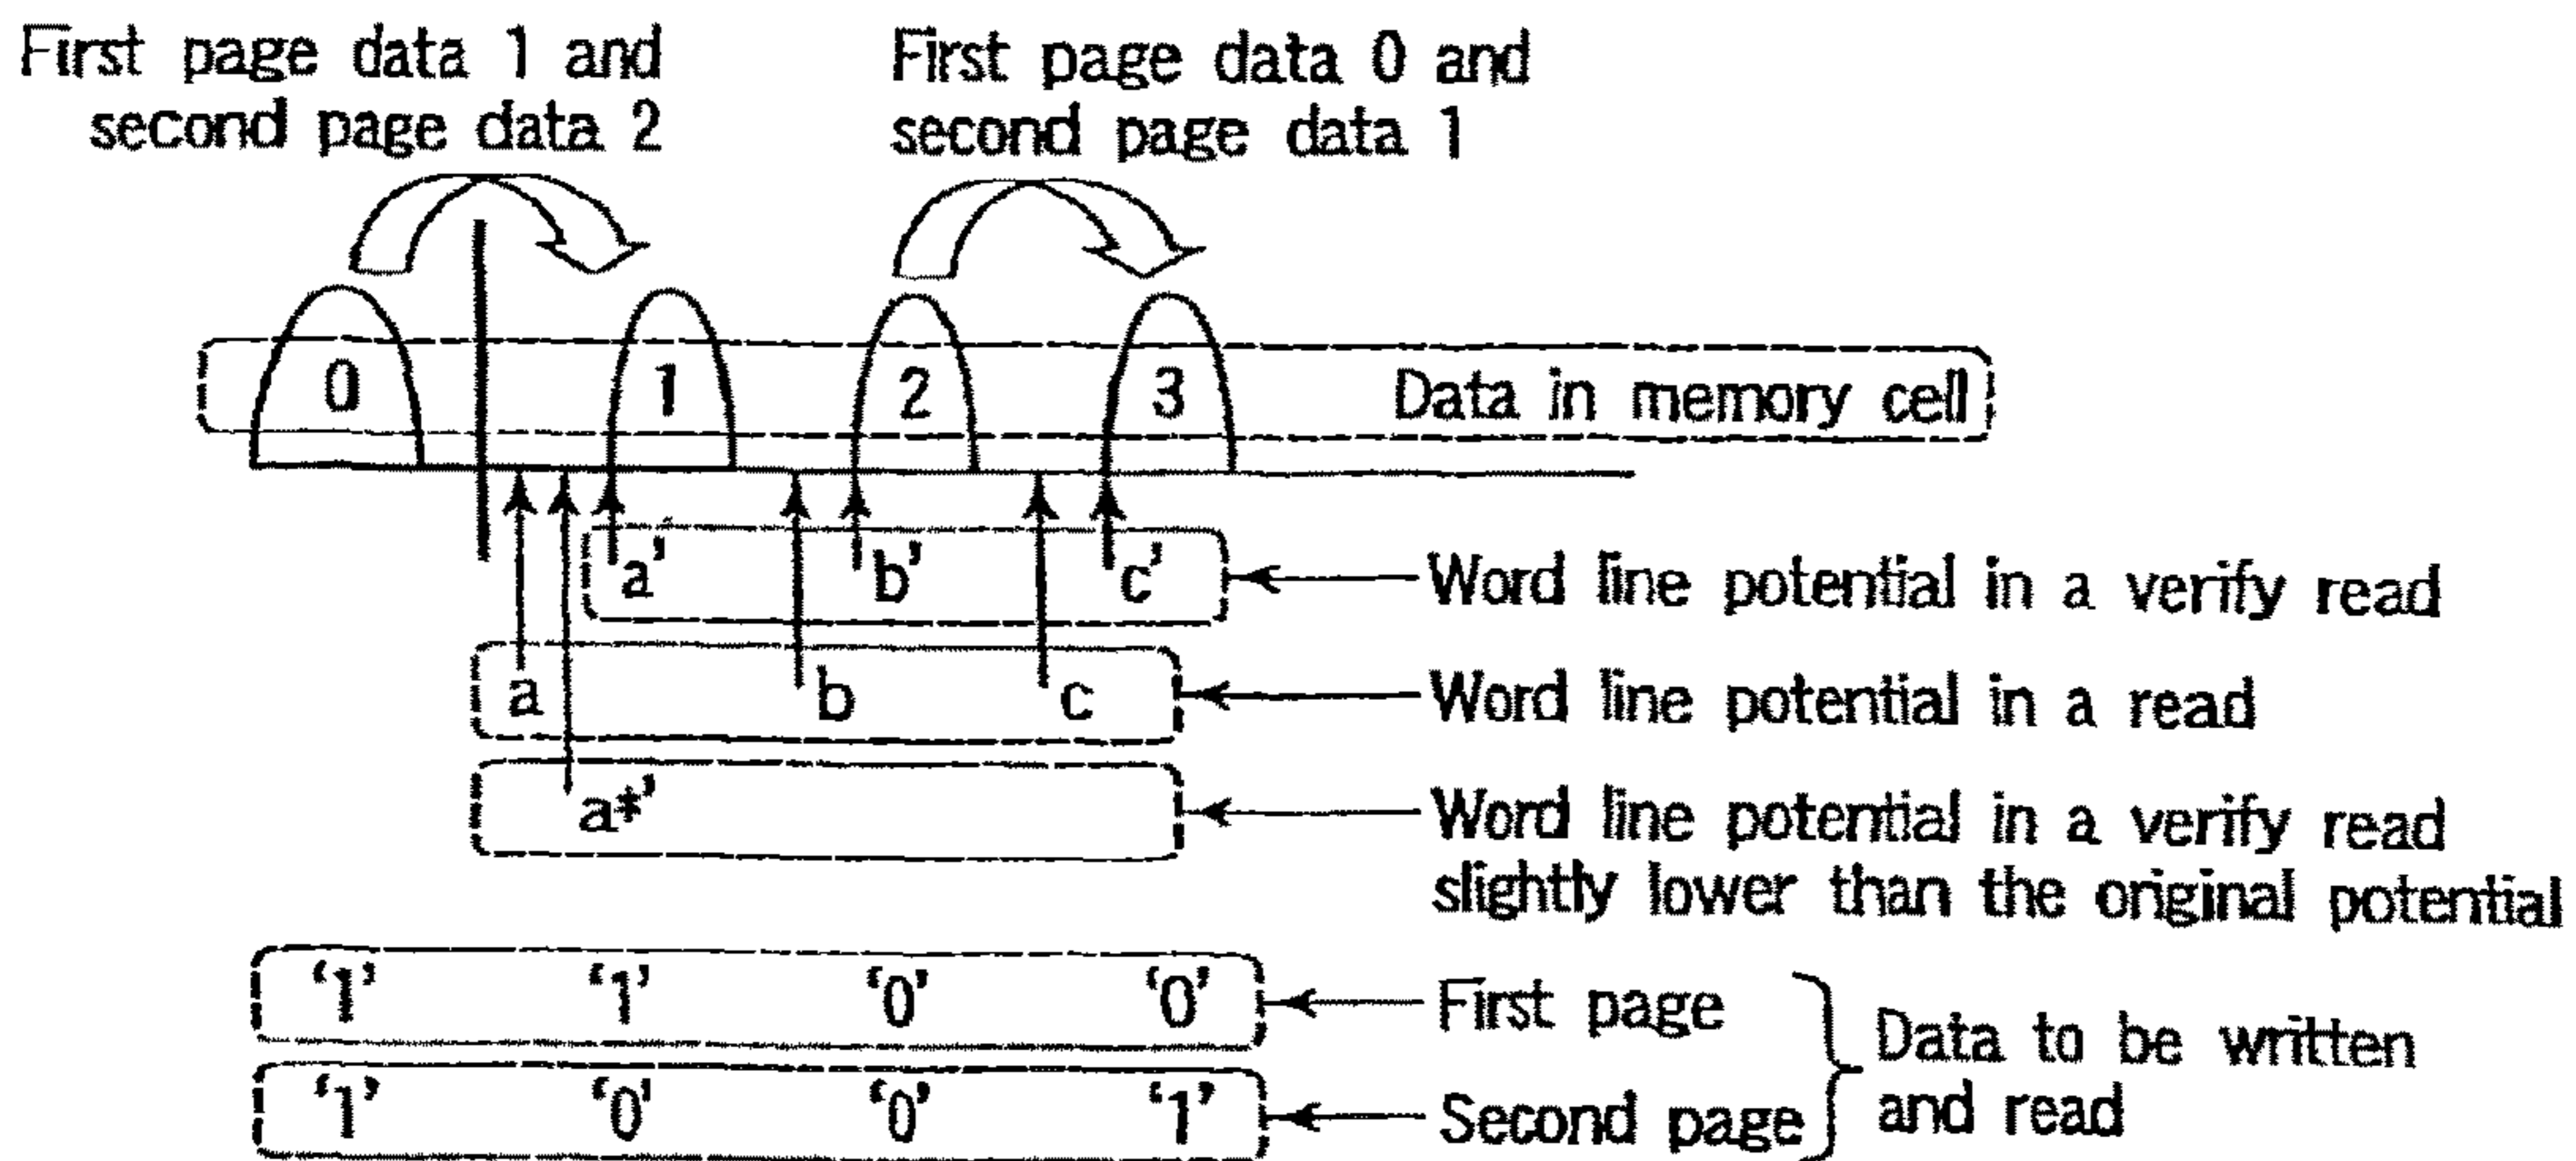 First page data 1 and
second page data 2
First page data 0 and
second page data 1
0 1 2 3 Data in memory cell
a' b' c' Word line potential in a verify read
a b c Word line potential in a read
a*' Word line potential in a verify read
slightly lower than the original potential
'1' '1' '0' '0' First page
'1' '0' '0' '1' Second page
Data to be written
and read